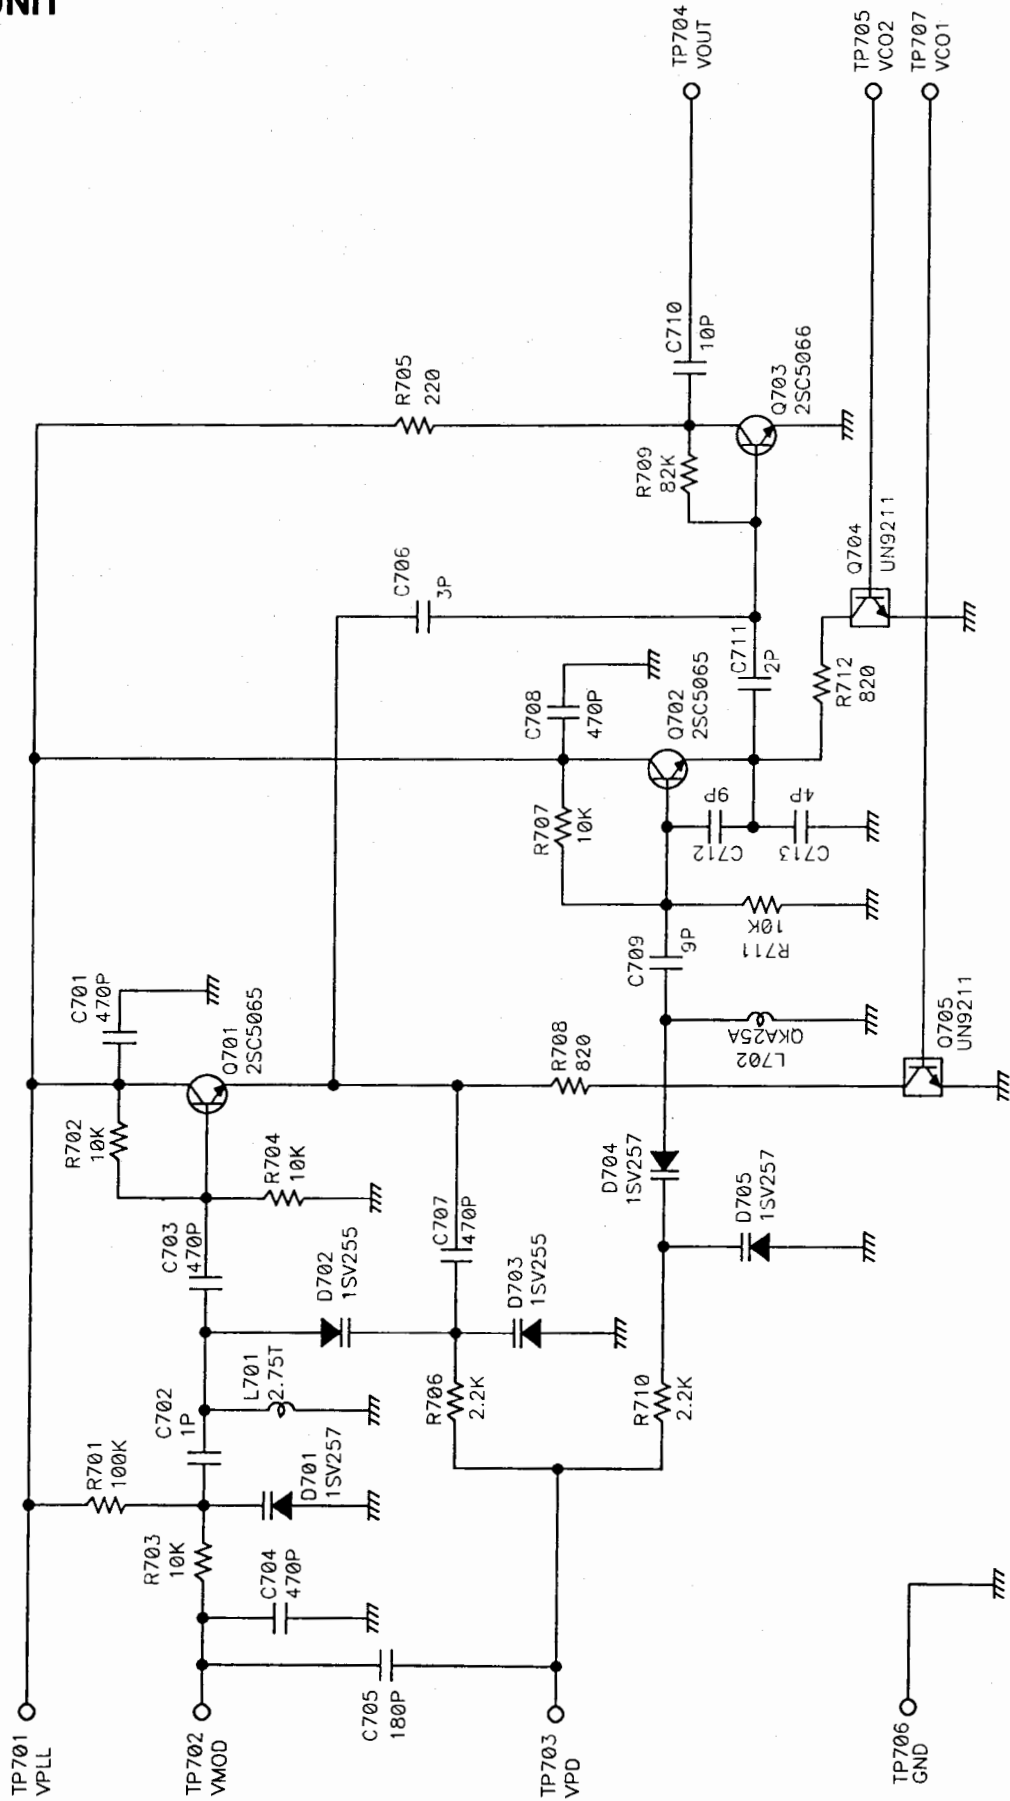 UNIT
TP701
VPLL
TP702
VMOD
TP703
VPD
TP706
GND
C705
180P
R703
10K
C704
470P
R701
100K
D701
1SV257
C702
1P
L701
2.75T
C703
470P
D702
1SV255
R706
2.2K
C707
470P
D703
1SV255
R710
2.2K
R702
10K
R704
10K
C701
470P
Q701
2SC5065
R708
820
D704
1SV257
D705
1SV257
L702
QKA25A
Q705
UN9211
C709
9P
R711
10K
R707
10K
C712
9P
C713
4P
C708
470P
Q702
2SC5065
C711
2P
R712
820
C706
3P
Q704
UN9211
R709
82K
R705
220
Q703
2SC5066
C710
10P
TP704
VOUT
TP705
VCO2
TP707
VCO1